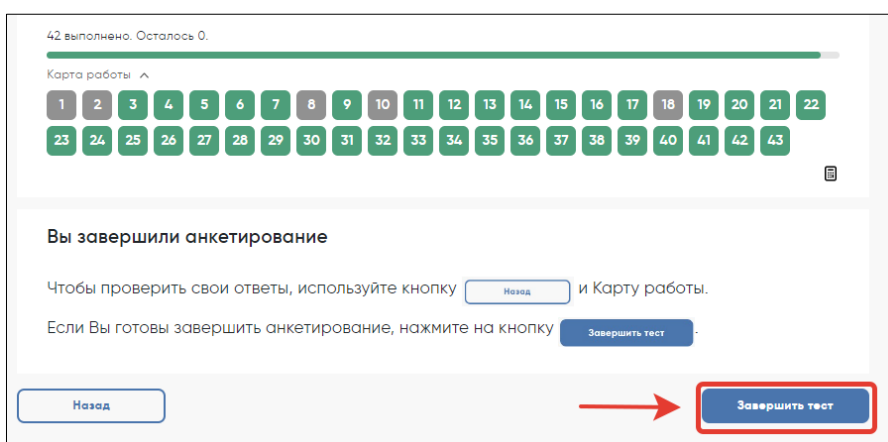 42 выполнено. Осталось 0.
Карта работы
1 2 3 4 5 6 7 8 9 10 11 12 13 14 15 16 17 18 19 20 21 22
23 24 25 26 27 28 29 30 31 32 33 34 35 36 37 38 39 40 41 42 43
Вы завершили анкетирование
Чтобы проверить свои ответы, используйте кнопку Назад и Карту работы.
Если Вы готовы завершить анкетирование, нажмите на кнопку Завершить тест .
Назад Завершить тест